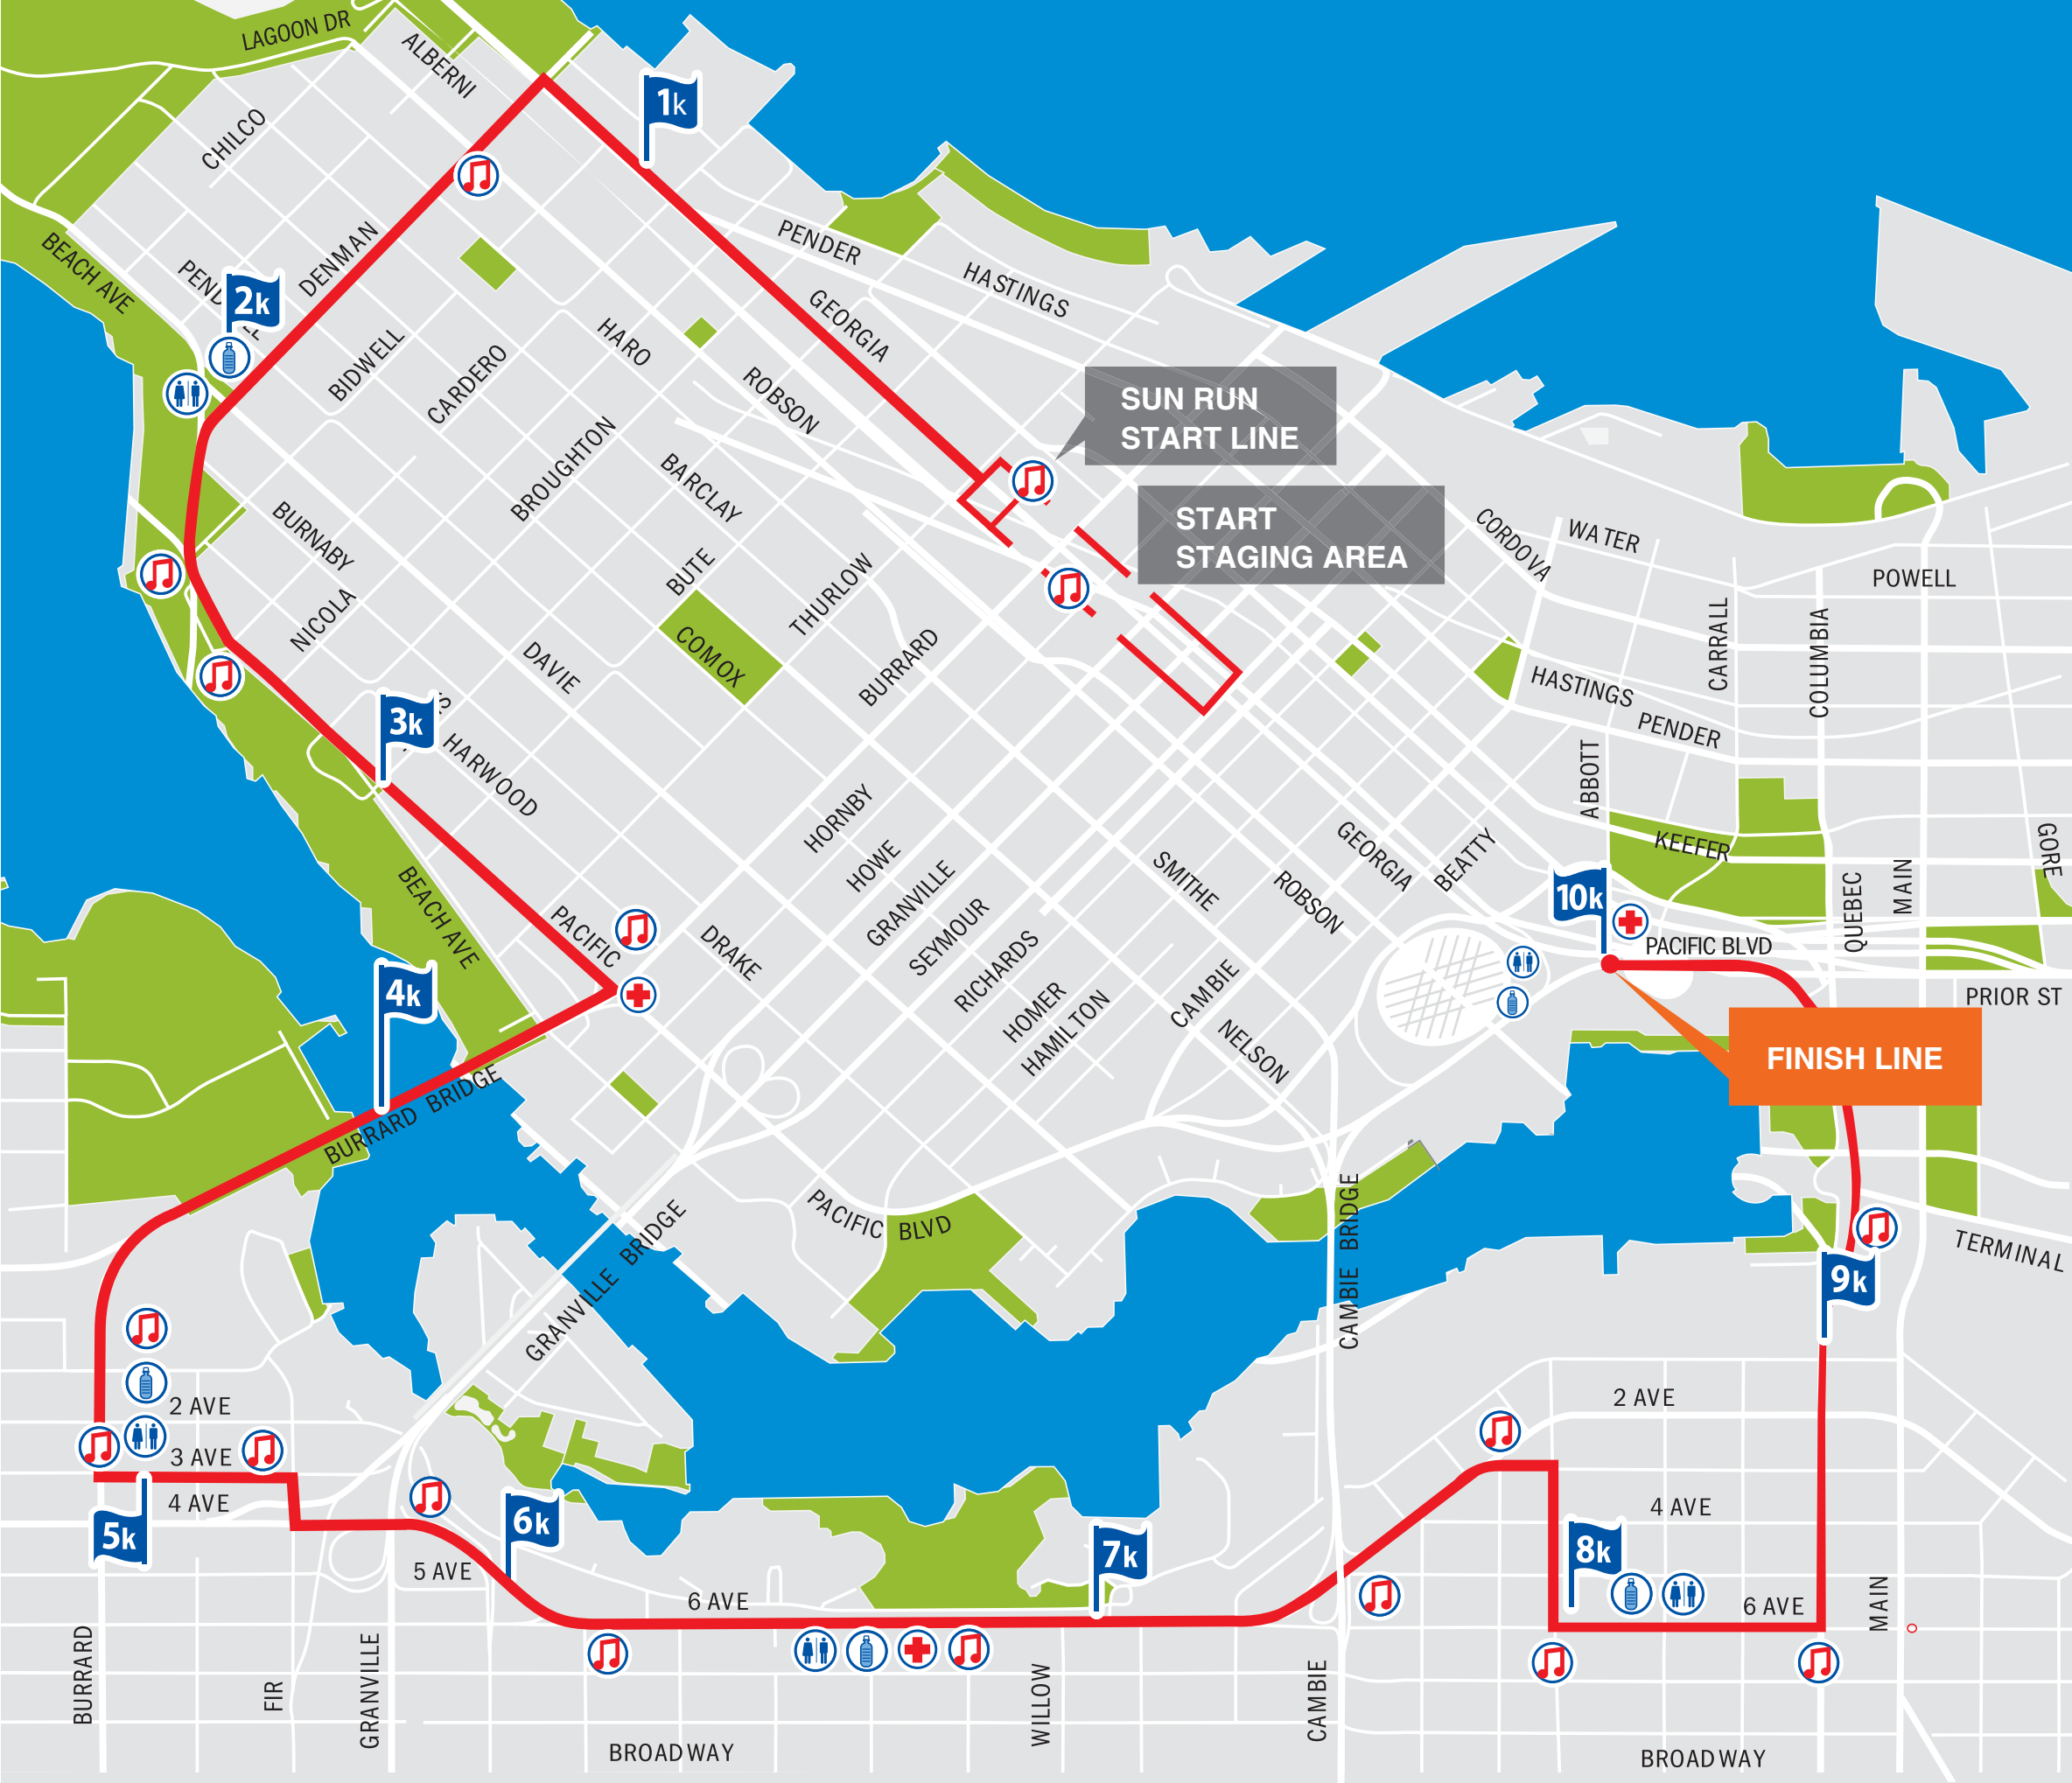 LAGOON DR
ALBERNI
1k
CHILCO
BEACH AVE
2k
DENMAN
PENDER
HASTINGS
GEORGIA
BIDWELL
CARDERO
HARO
ROBSON
SUN RUN
START LINE
START
STAGING AREA
BROUGHTON
BARCLAY
BURNABY
NICOLA
BUTE
THURLOW
COMOX
DAVIE
BURRARD
CORDOVA
WATER
POWELL
CARRALL
COLUMBIA
HASTINGS
PENDER
ABBOTT
3k
HARWOOD
HORNBY
HOWE
GRANVILLE
SEYMOUR
RICHARDS
HOMER
HAMILTON
SMITHE
ROBSON
GEORGIA
BEATTY
KEEFER
GORE
MAIN
QUEBEC
10k
PACIFIC BLVD
PRIOR ST
FINISH LINE
BEACH AVE
PACIFIC
DRAKE
CAMBIE
NELSON
4k
BURRARD BRIDGE
GRANVILLE BRIDGE
PACIFIC BLVD
CAMBIE BRIDGE
TERMINAL
9k
2 AVE
3 AVE
4 AVE
5k
6k
5 AVE
6 AVE
7k
2 AVE
4 AVE
8k
6 AVE
MAIN
BURRARD
FIR
GRANVILLE
WILLOW
CAMBIE
BROADWAY
BROADWAY